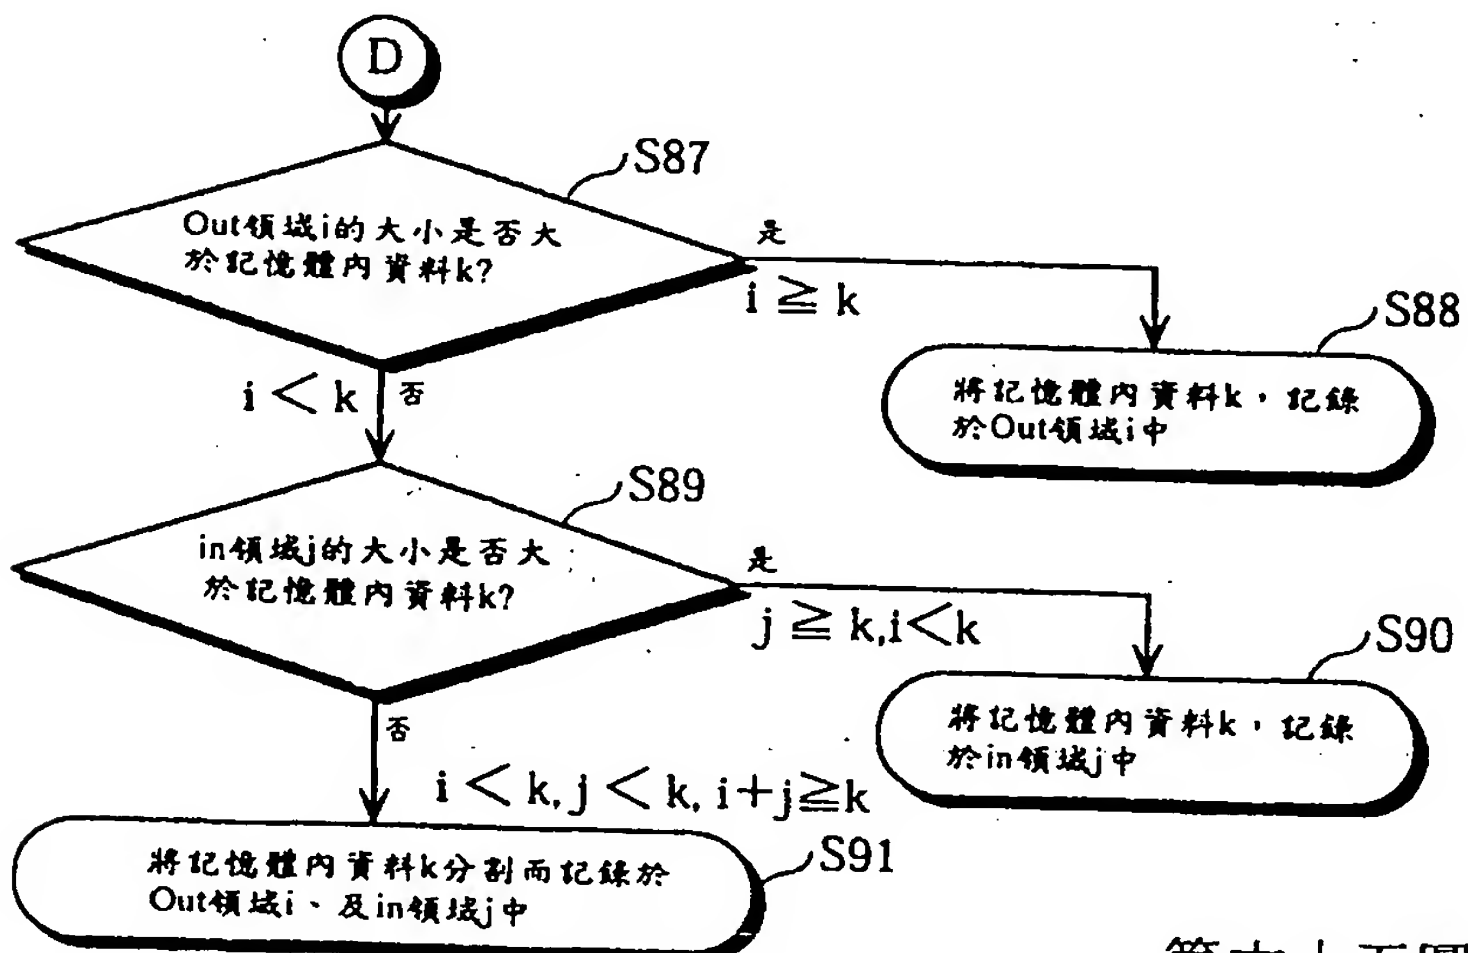 D
S87
Out領域i的大小是否大
於記憶體內資料k?
是
i ≧ k
S88
將記憶體內資料k，記錄
於Out領域i中
i < k
否
S89
in領域j的大小是否大
於記憶體內資料k?
是
j ≧ k,i<k
S90
將記憶體內資料k，記錄
於in領域j中
否
i < k, j < k, i+j≧k
S91
將記憶體內資料k分割而記錄於
Out領域i、及in領域j中